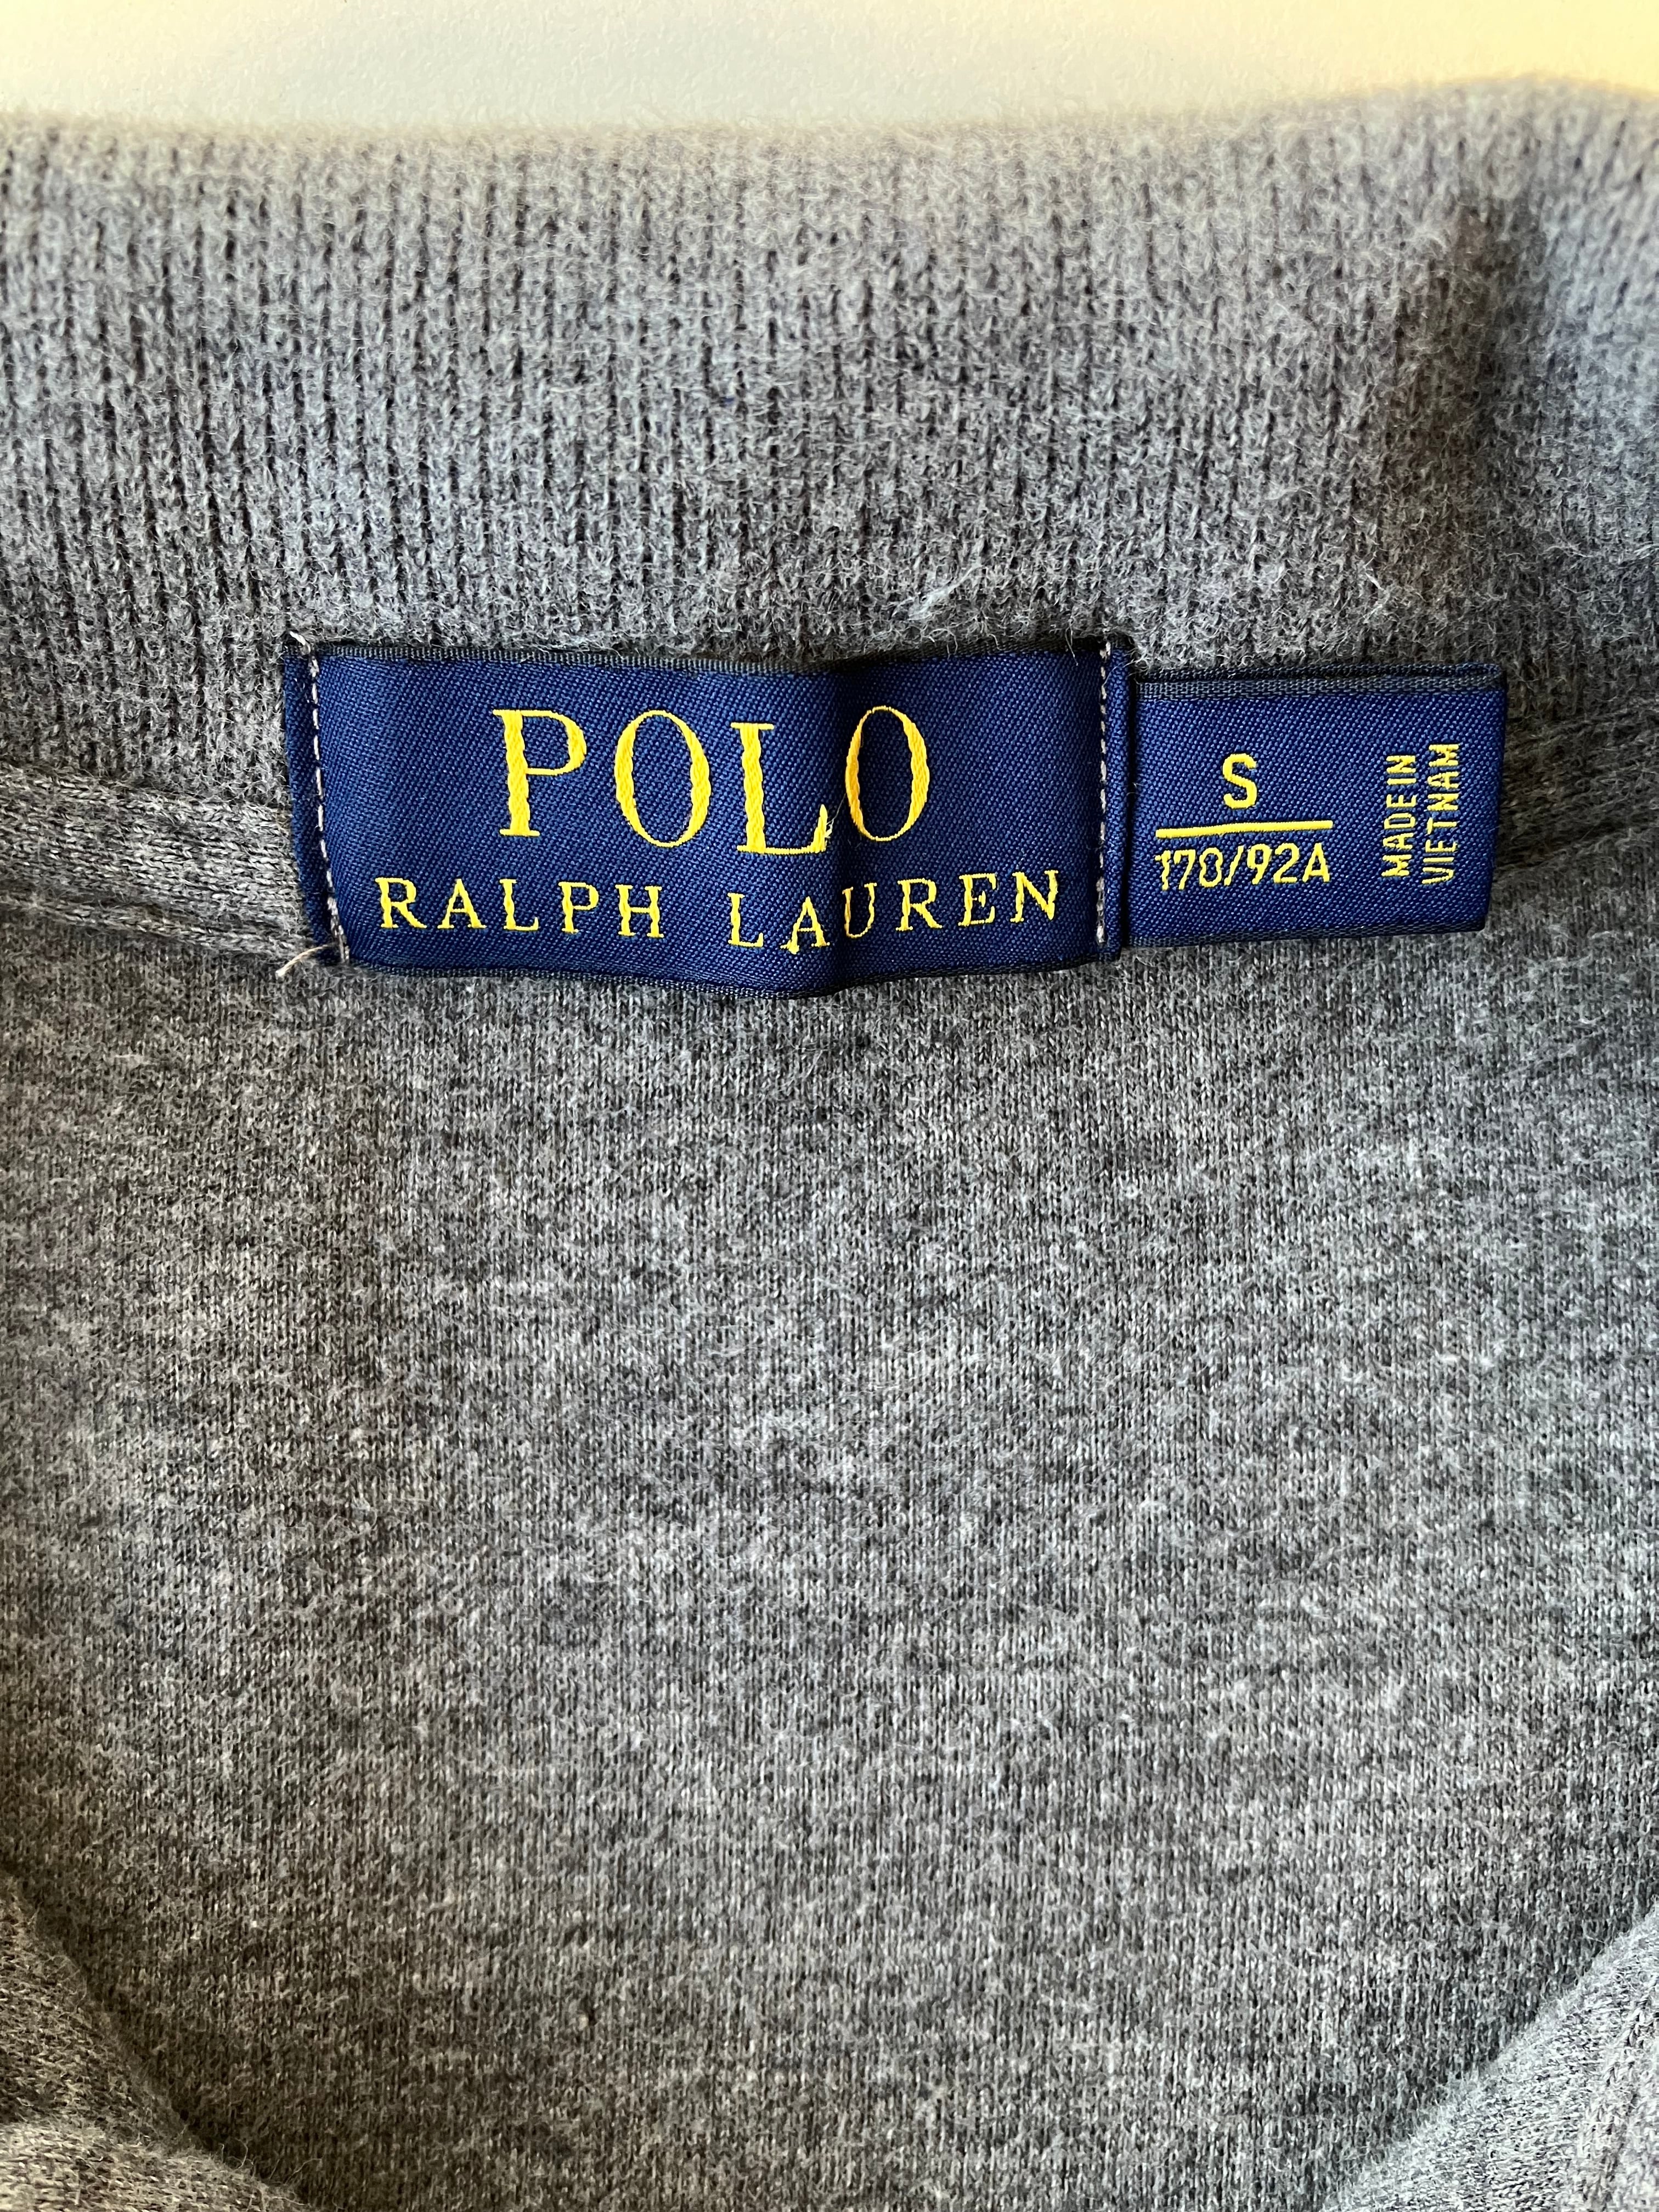 POLO
RALPH LAUREN
S
170/92A
MADE IN
VIETNAM